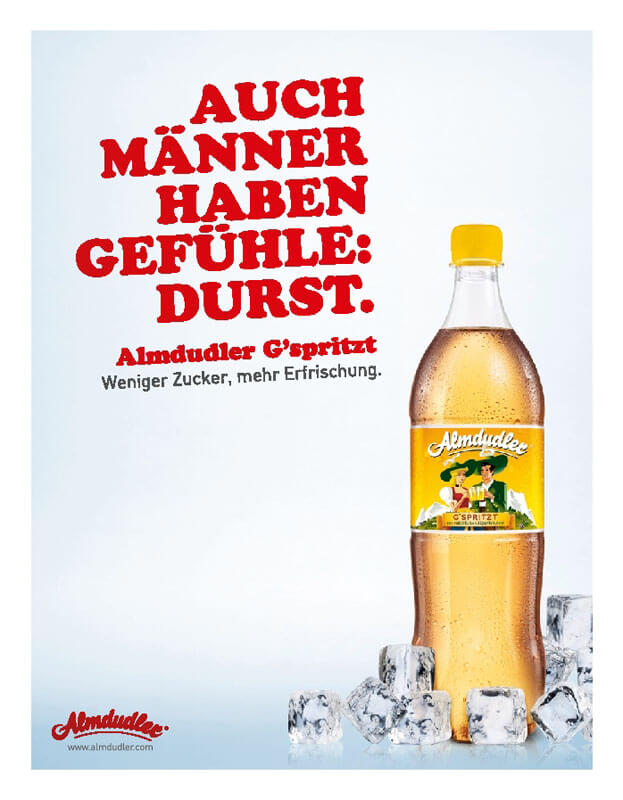 AUCH
MÄNNER
HABEN
GEFÜHLE:
DURST.
Almdudler G'spritzt
Weniger Zucker, mehr Erfrischung.
Almdudler
G'SPRITZT
Almdudler
www.almdudler.com